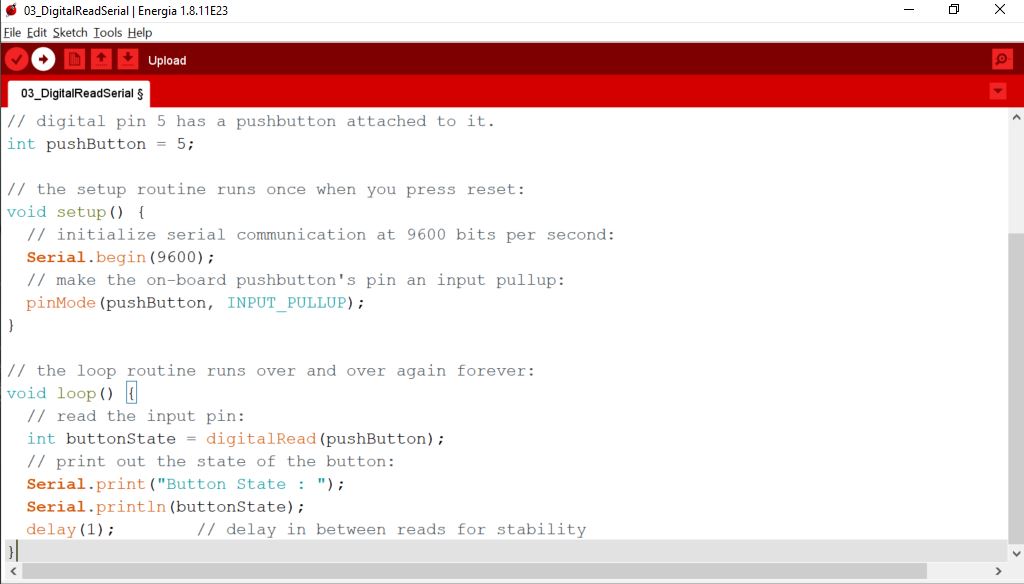 03_DigitalReadSerial | Energia 1.8.11E23
File Edit Sketch Tools Help
Upload
03_DigitalReadSerial §
// digital pin 5 has a pushbutton attached to it.
int pushButton = 5;
// the setup routine runs once when you press reset:
void setup() {
  // initialize serial communication at 9600 bits per second:
  Serial.begin(9600);
  // make the on-board pushbutton's pin an input pullup:
  pinMode(pushButton, INPUT_PULLUP);
}
// the loop routine runs over and over again forever:
void loop() {
  // read the input pin:
  int buttonState = digitalRead(pushButton);
  // print out the state of the button:
  Serial.print("Button State : ");
  Serial.println(buttonState);
  delay(1);        // delay in between reads for stability
}